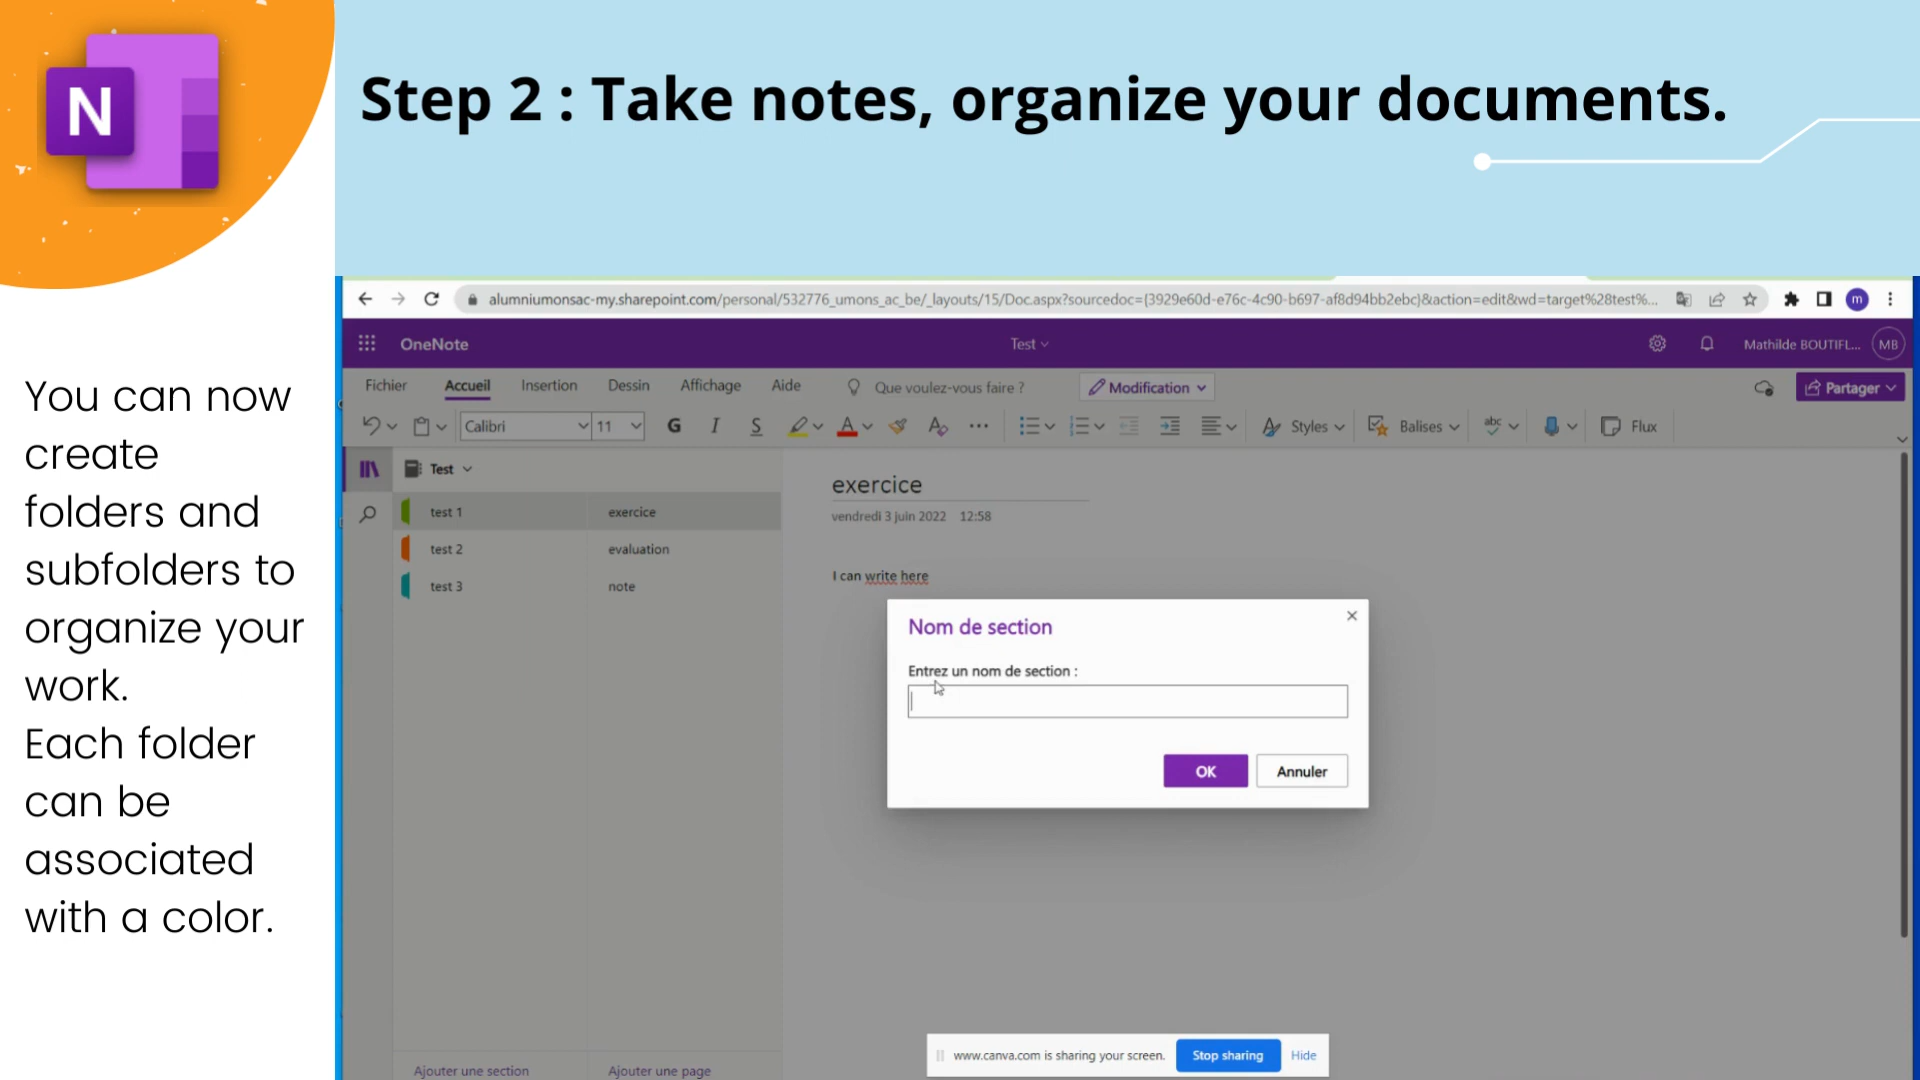 N
Step 2 : Take notes, organize your documents.
You can now
create
folders and
subfolders to
organize your
work.
Each folder
can be
associated
with a color.
alumniumonsac-my.sharepoint.com/personal/532776_umons_ac_be/_layouts/15/Doc.aspx?sourcedoc={3929e60d-e76c-4c90-b697-af8d94bb2ebc}&action=edit&wd=target%28test%...
m
OneNote
Test
Mathilde BOUTIFL...
MB
Fichier Accueil Insertion Dessin Affichage Aide Que voulez-vous faire ? Modification Partager
Calibri 11 G I S A A abc Styles Balises Flux
Test
test 1 exercice
test 2 evaluation
test 3 note
exercice
vendredi 3 juin 2022 12:58
I can write here
Nom de section
Entrez un nom de section :
OK Annuler
www.canva.com is sharing your screen. Stop sharing Hide
Ajouter une section Ajouter une page